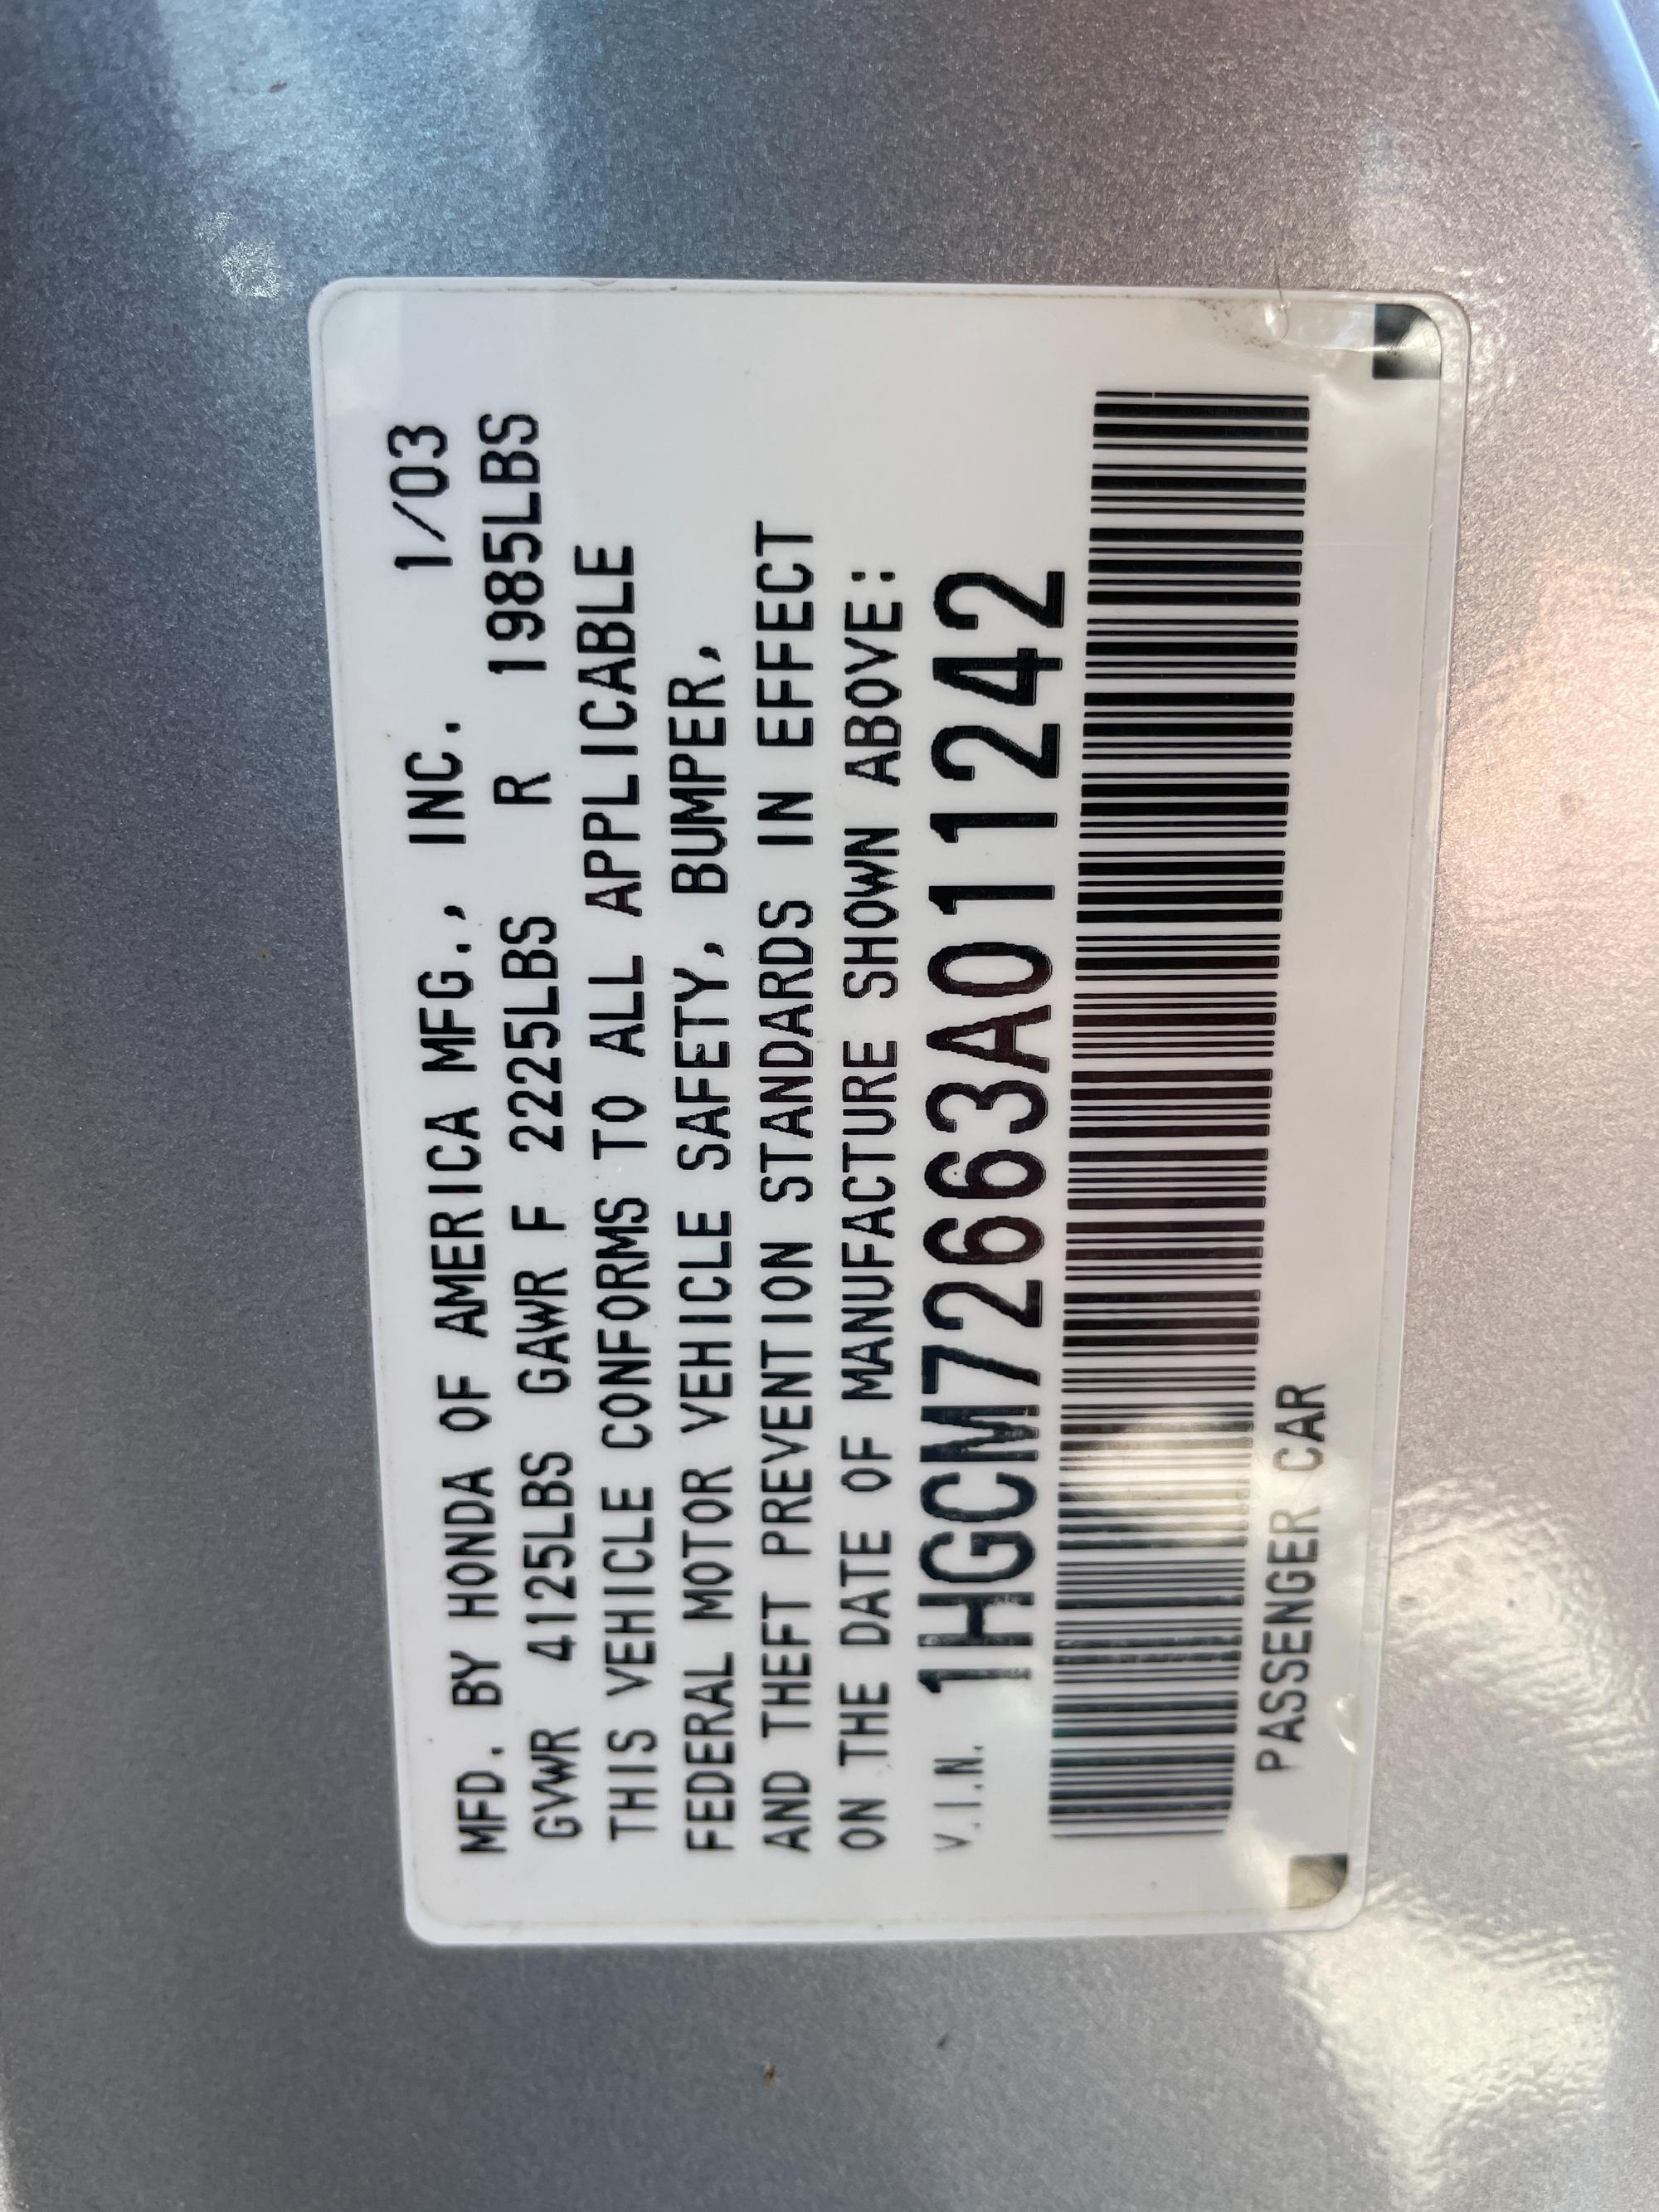 MFD. BY HONDA OF AMERICA MFG., INC. 1/03
GVWR 4125LBS GAWR F 2225LBS R 1985LBS
THIS VEHICLE CONFORMS TO ALL APPLICABLE
FEDERAL MOTOR VEHICLE SAFETY, BUMPER,
AND THEFT PREVENTION STANDARDS IN EFFECT
ON THE DATE OF MANUFACTURE SHOWN ABOVE:
V.I.N. 1HGCM72663A011242
PASSENGER CAR